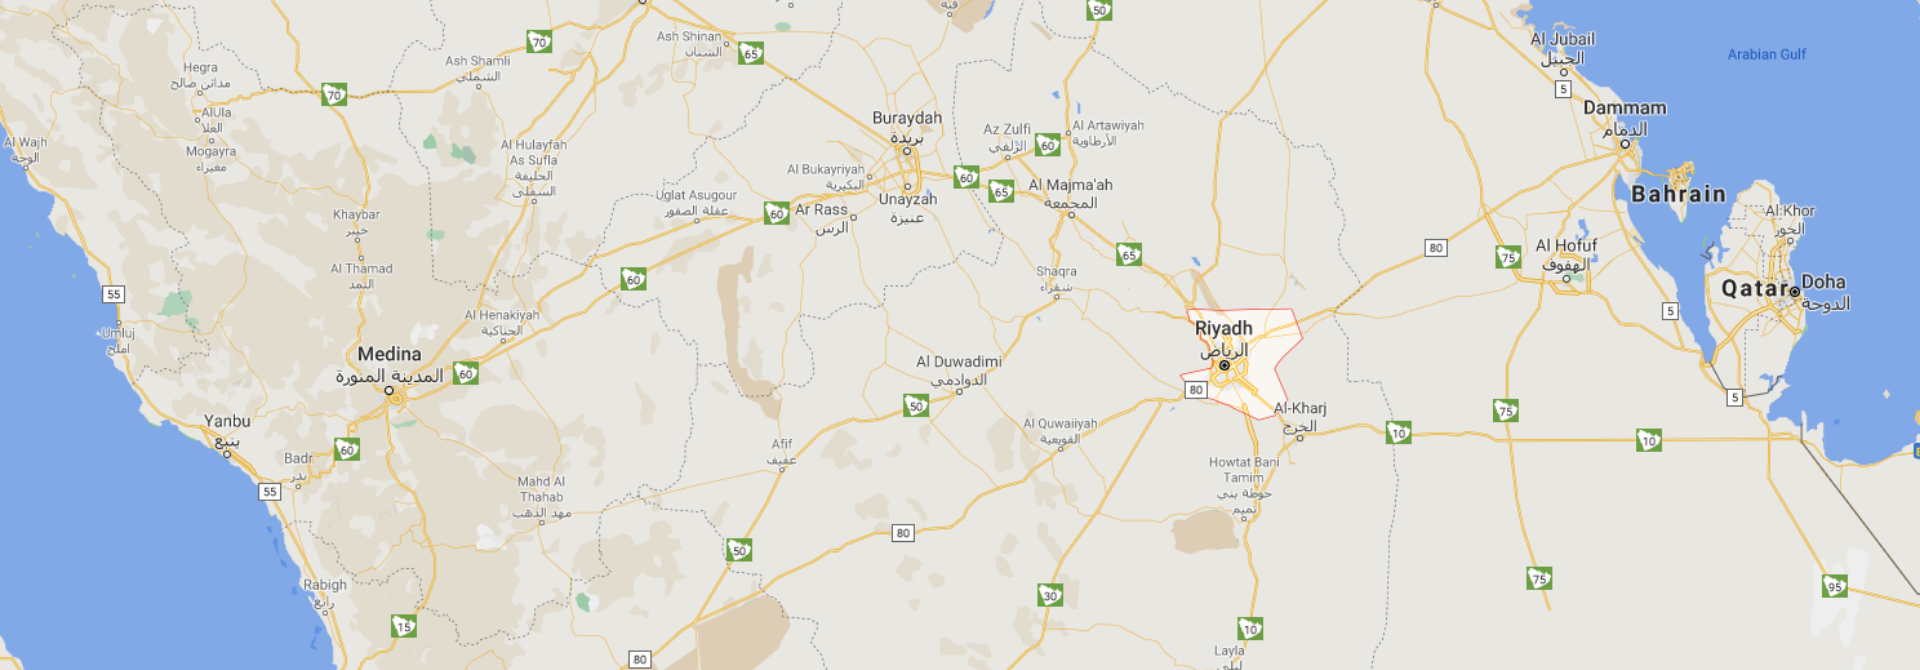 50
فيه
Al Jubail
الجبيل
Arabian Gulf
Ash Shinan
الشنان
70
65
Ash Shamli
الشملي
Hegra
مدائن صالح
70
5
Dammam
الدمام
AlUla
العلا
Buraydah
بريدة
Az Zulfi
الزلفي
60
Al Artawiyah
الأرطاوية
Al Wajh
الوجه
Mogayra
مغيراء
Al Hulayfah
As Sufla
الحليفة
السفلى
Al Bukayriyah
البكيرية
60
65
Al Majma'ah
المجمعة
Bahrain
Uglat Asugour
عقلة الصقور
60
Ar Rass
الرس
Unayzah
عنيزة
Khaybar
خيبر
Al Khor
الخور
65
80
75
Al Hofuf
الهفوف
Al Thamad
الثمد
60
Shaqra
شقراء
55
Qatar
Doha
الدوحة
5
Umluj
املج
Al Henakiyah
الحناكية
Riyadh
الرياض
Medina
المدينة المنورة
60
Al Duwadimi
الدوادمي
80
5
Yanbu
ينبع
50
Al-Kharj
الخرج
75
Al Quwaiiyah
القويعية
10
10
60
Afif
عفيف
Badr
بدر
Howtat Bani
Tamim
حوطة بني
تميم
55
Mahd Al
Thahab
مهد الذهب
80
50
Rabigh
رابغ
30
75
95
15
10
80
Layla
ليلى